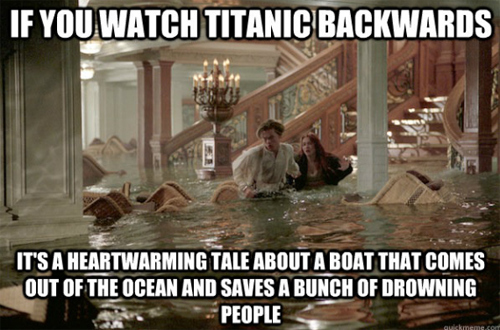 IF YOU WATCH TITANIC BACKWARDS
IT'S A HEARTWARMING TALE ABOUT A BOAT THAT COMES
OUT OF THE OCEAN AND SAVES A BUNCH OF DROWNING
PEOPLE
quickmeme.com